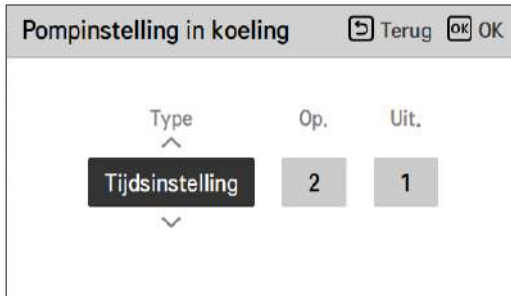 Pompinstelling in koeling Terug OK OK
Type Op. Uit.
Tijdsinstelling 2 1